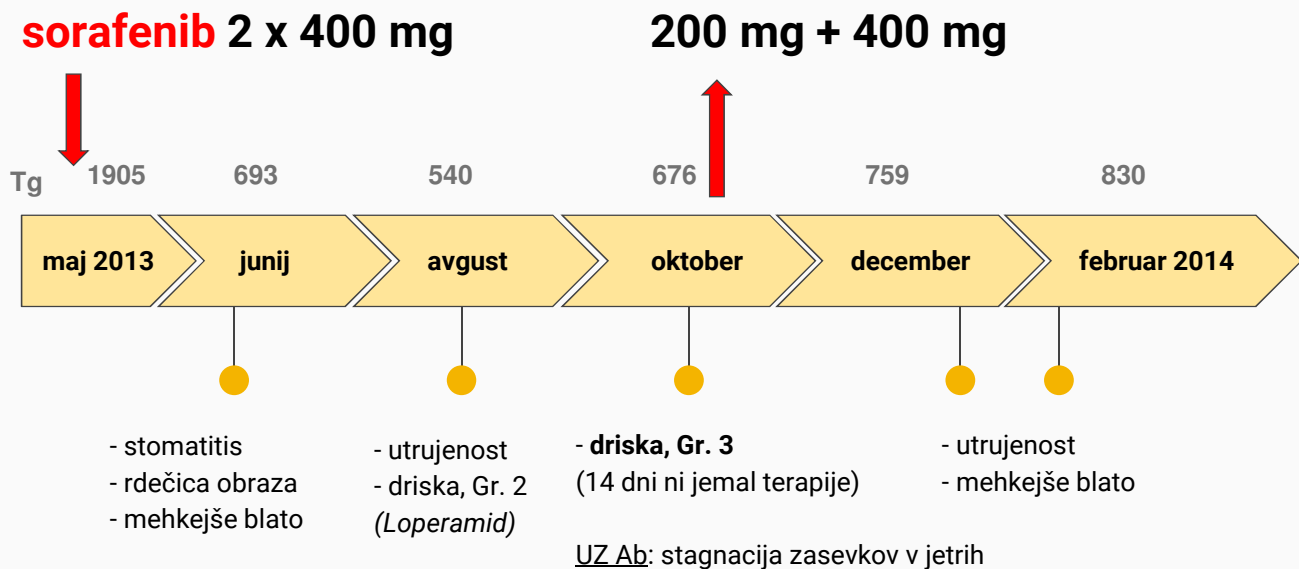 sorafenib 2 x 400 mg
200 mg + 400 mg
Tg
1905
693
540
676
759
830
maj 2013
junij
avgust
oktober
december
februar 2014
- stomatitis
- rdečica obraza
- mehkejše blato
- utrujenost
- driska, Gr. 2
(Loperamid)
- driska, Gr. 3
(14 dni ni jemal terapije)
UZ Ab: stagnacija zasevkov v jetrih
- utrujenost
- mehkejše blato